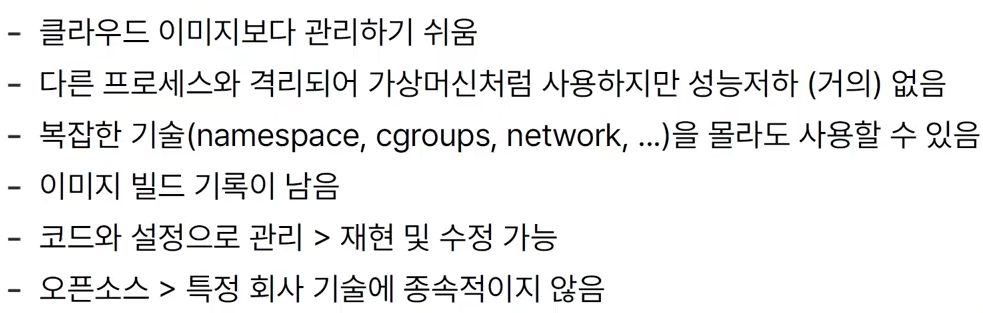 - 클라우드 이미지보다 관리하기 쉬움
- 다른 프로세스와 격리되어 가상머신처럼 사용하지만 성능저하 (거의) 없음
- 복잡한 기술(namespace, cgroups, network, ...)을 몰라도 사용할 수 있음
- 이미지 빌드 기록이 남음
- 코드와 설정으로 관리 > 재현 및 수정 가능
- 오픈소스 > 특정 회사 기술에 종속적이지 않음